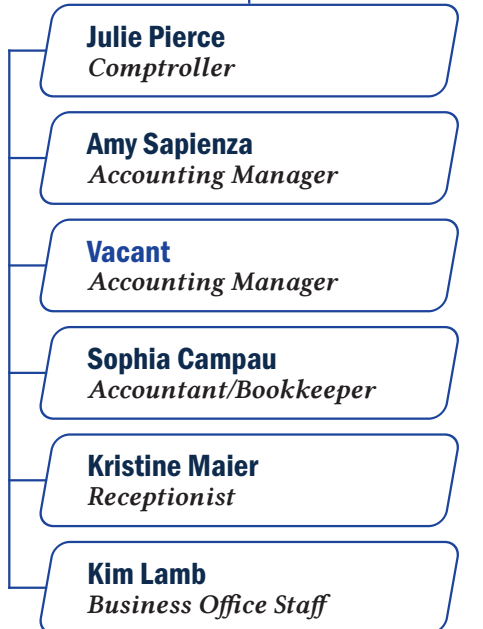 Julie Pierce
Comptroller
Amy Sapienza
Accounting Manager
Vacant
Accounting Manager
Sophia Campau
Accountant/Bookkeeper
Kristine Maier
Receptionist
Kim Lamb
Business Office Staff